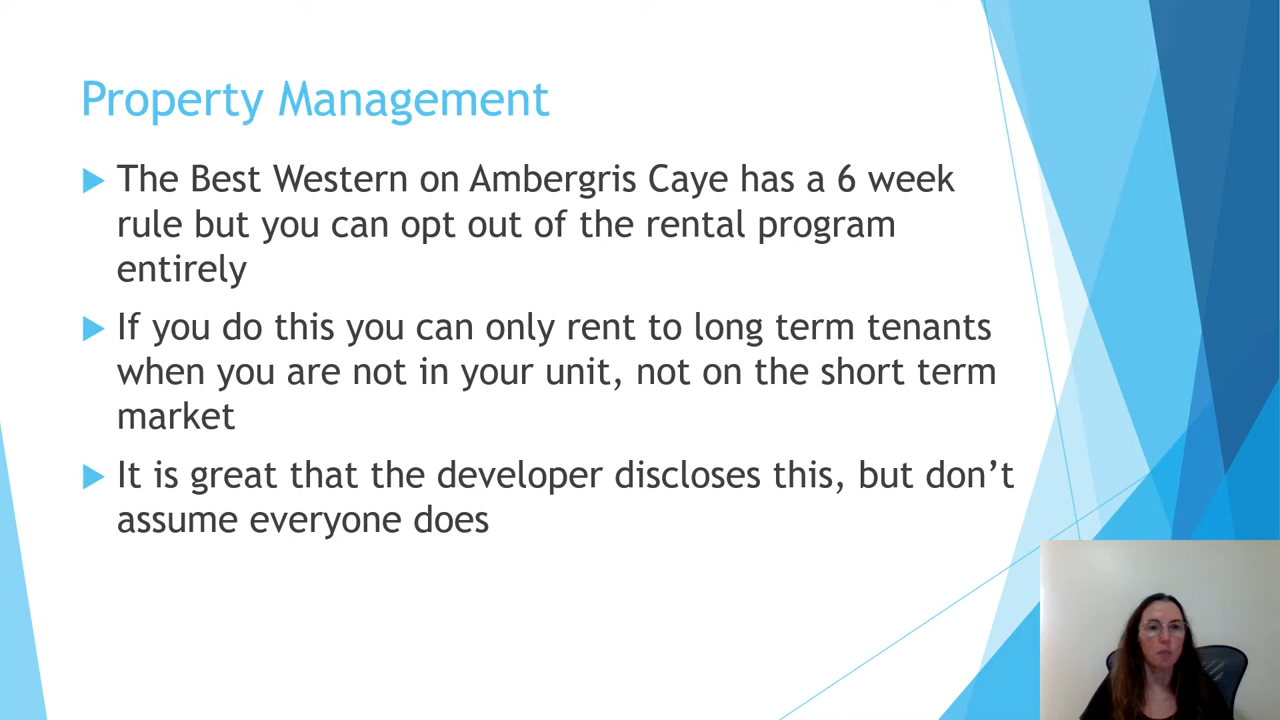 Property Management
The Best Western on Ambergris Caye has a 6 week
rule but you can opt out of the rental program
entirely
If you do this you can only rent to long term tenants
when you are not in your unit, not on the short term
market
It is great that the developer discloses this, but don’t
assume everyone does